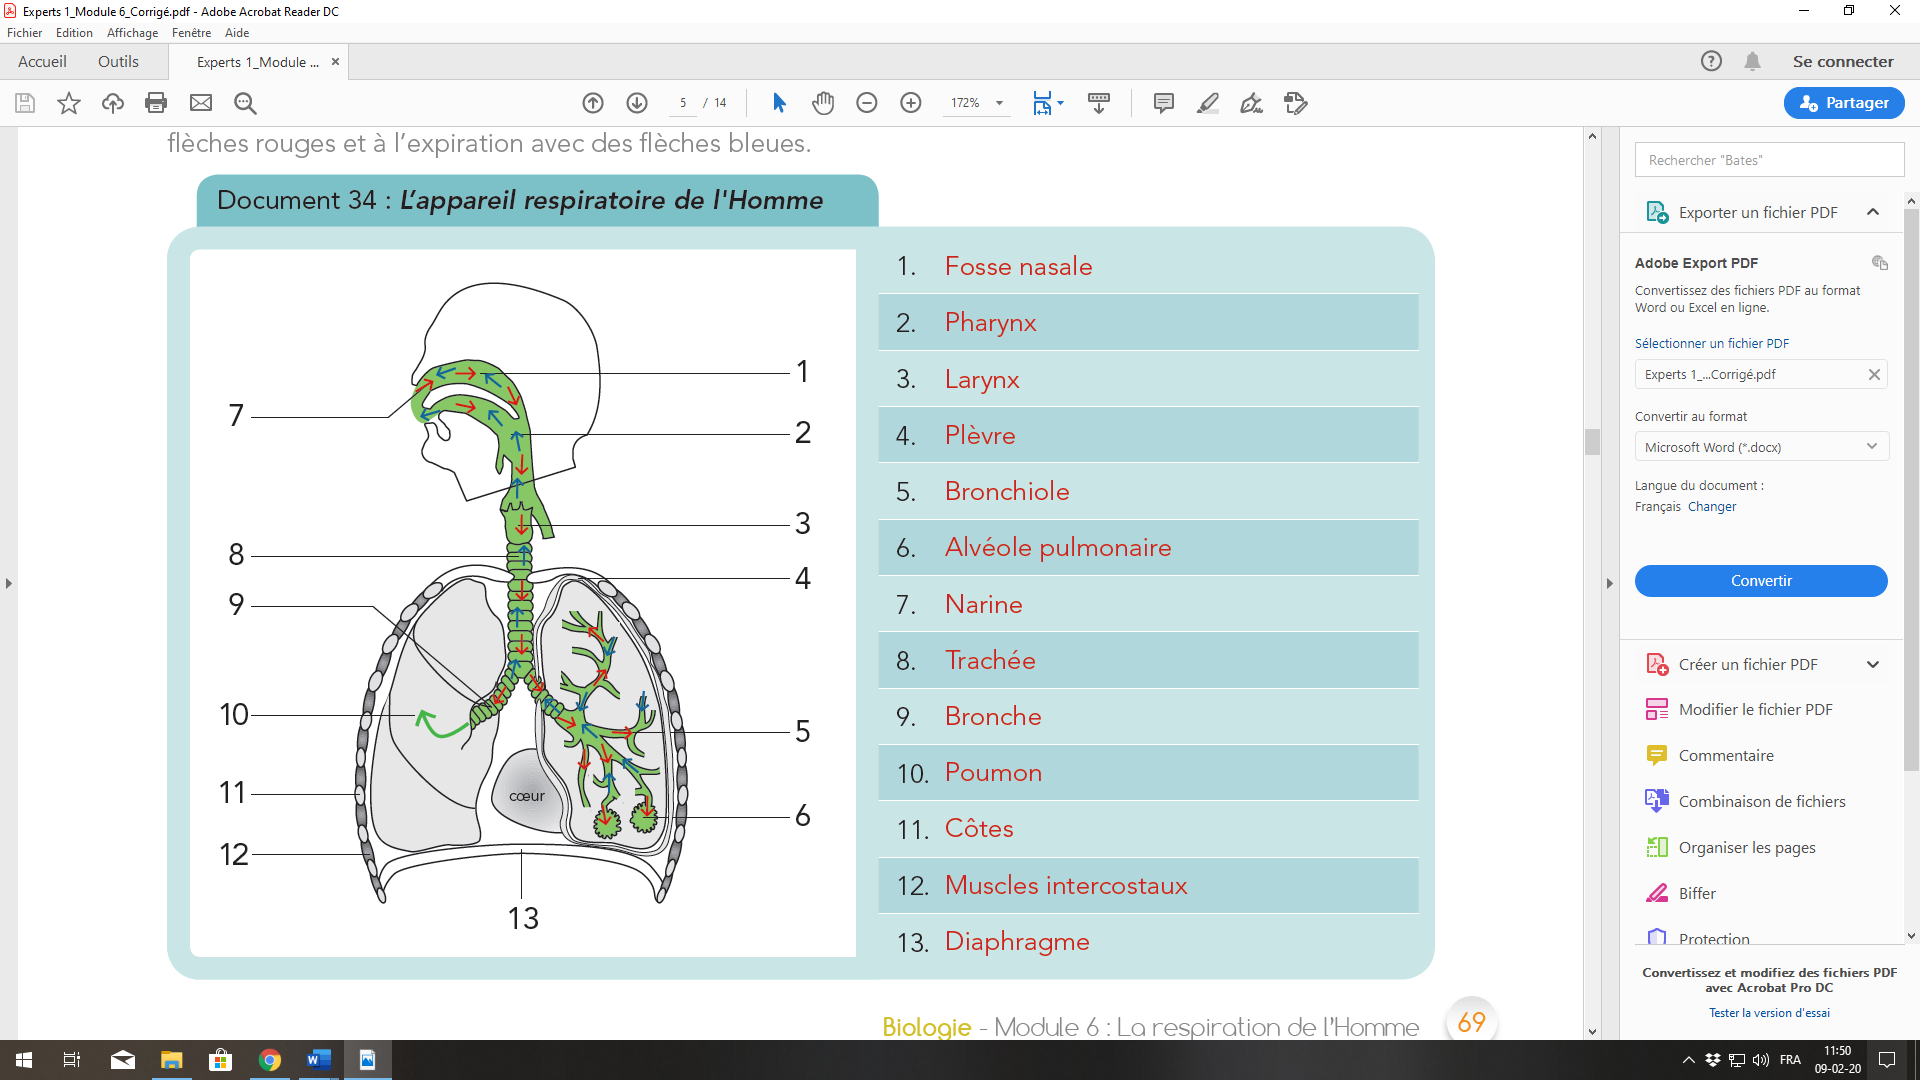 Experts 1_Module 6_Corrigé.pdf - Adobe Acrobat Reader DC
Fichier Edition Affichage Fenêtre Aide
Accueil Outils Experts 1_Module ... ×
Se connecter
5 / 14
172%
Partager
flèches rouges et à l’expiration avec des flèches bleues.
Document 34 : L’appareil respiratoire de l'Homme
1
7
2
3
8
4
9
10
5
11
cœur
6
12
13
1. Fosse nasale
2. Pharynx
3. Larynx
4. Plèvre
5. Bronchiole
6. Alvéole pulmonaire
7. Narine
8. Trachée
9. Bronche
10. Poumon
11. Côtes
12. Muscles intercostaux
13. Diaphragme
Biologie - Module 6 : La respiration de l’Homme 69
Rechercher "Bates"
Exporter un fichier PDF
Adobe Export PDF
Convertissez des fichiers PDF au format
Word ou Excel en ligne.
Sélectionner un fichier PDF
Experts 1_...Corrigé.pdf
Convertir au format
Microsoft Word (*.docx)
Langue du document :
Français Changer
Convertir
Créer un fichier PDF
Modifier le fichier PDF
Commentaire
Combinaison de fichiers
Organiser les pages
Biffer
Protection
Convertissez et modifiez des fichiers PDF
avec Acrobat Pro DC
Tester la version d'essai
FRA
11:50
09-02-20